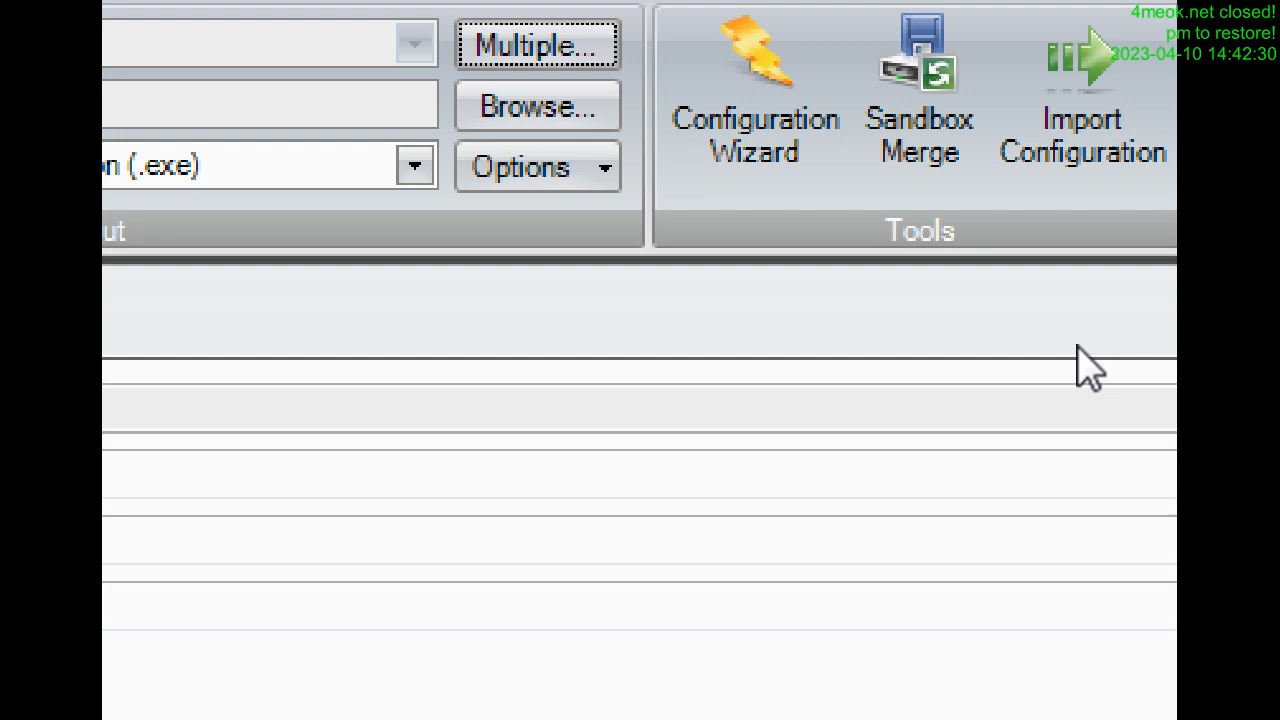 4meok.net closed!
pm to restore!
2023-04-10 14:42:30
Multiple...
Browse...
n (.exe)
Options
ut
Configuration
Wizard
Sandbox
Merge
Import
Configuration
Tools